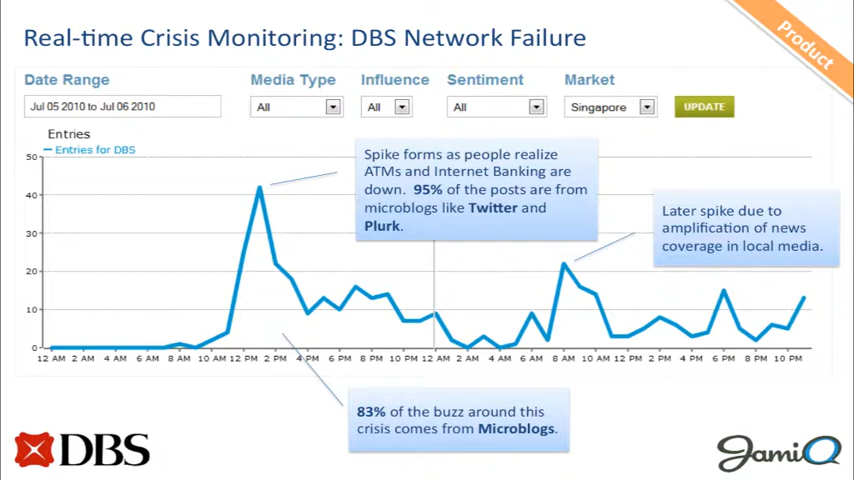 Real-time Crisis Monitoring: DBS Network Failure
Product
Date Range
Media Type
Influence
Sentiment
Market
Jul 05 2010 to Jul 06 2010
All
All
All
Singapore
UPDATE
Entries
Entries for DBS
50
40
30
20
10
0
Spike forms as people realize
ATMs and Internet Banking are
down. 95% of the posts are from
microblogs like Twitter and
Plurk.
Later spike due to
amplification of news
coverage in local media.
12 AM 2 AM 4 AM 6 AM 8 AM 10 AM 12 PM 2 PM 4 PM 6 PM 8 PM 10 PM 12 AM 2 AM 4 AM 6 AM 8 AM 10 AM 12 PM 2 PM 4 PM 6 PM 8 PM 10 PM
83% of the buzz around this
crisis comes from Microblogs.
DBS
JamiQ